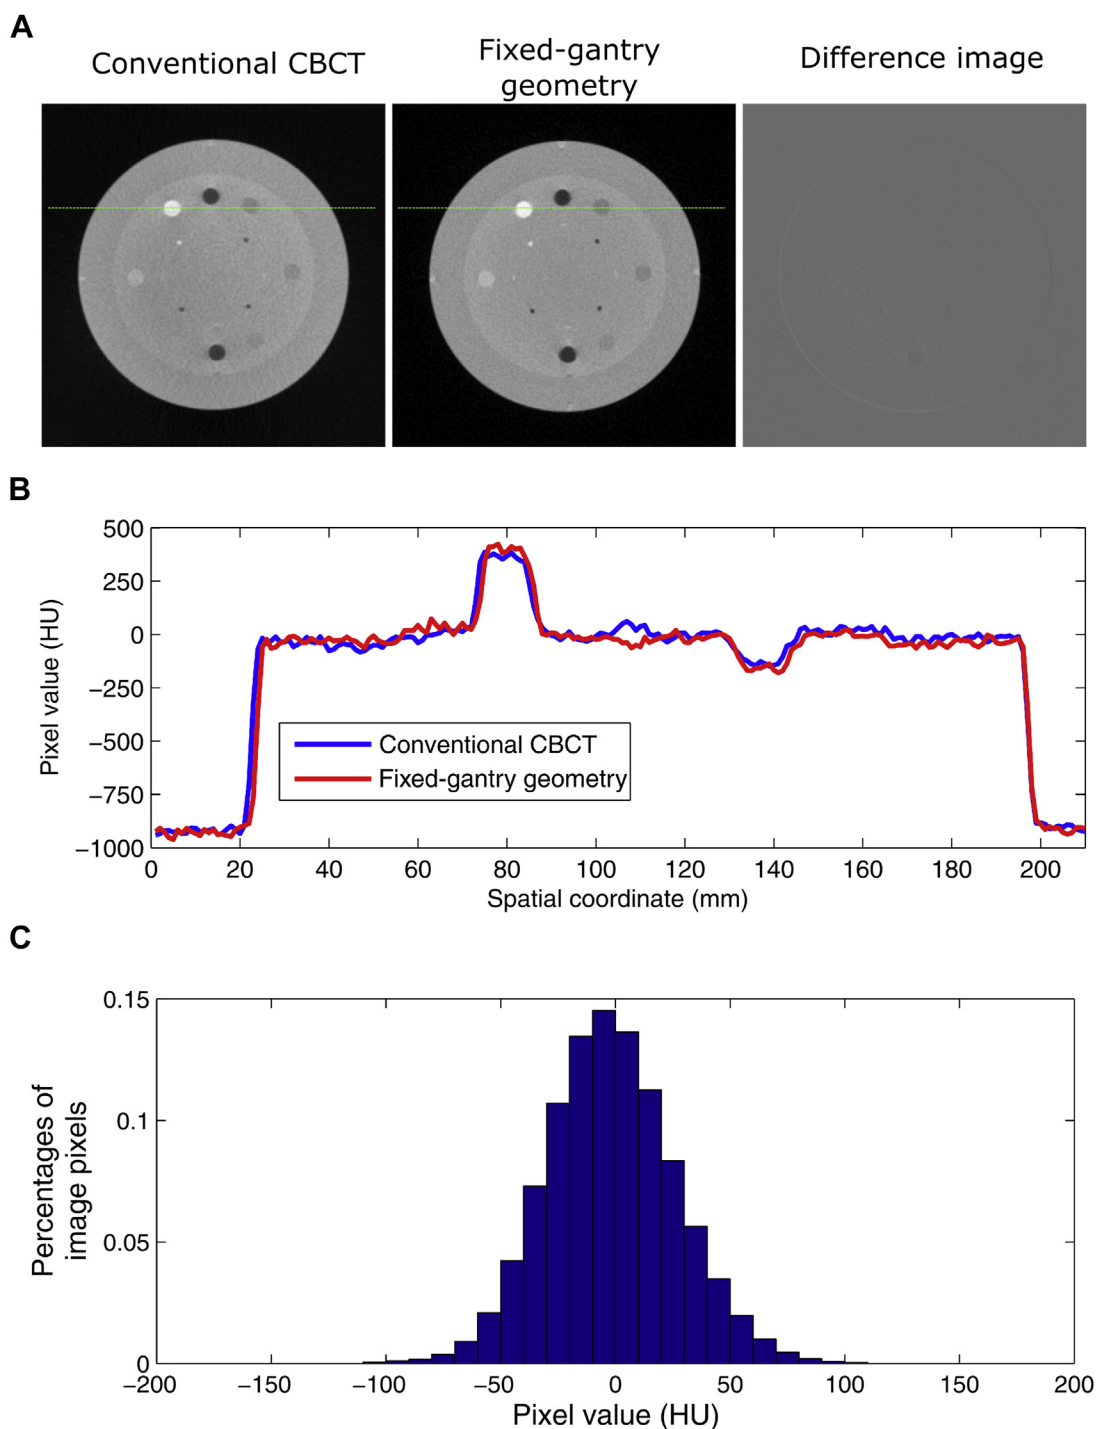 A
Conventional CBCT
Fixed-gantry
geometry
Difference image
B
500
250
0
−250
−500
−750
−1000
Pixel value (HU)
Conventional CBCT
Fixed-gantry geometry
0 20 40 60 80 100 120 140 160 180 200
Spatial coordinate (mm)
C
0.15
0.1
0.05
0
Percentages of
image pixels
−200 −150 −100 −50 0 50 100 150 200
Pixel value (HU)